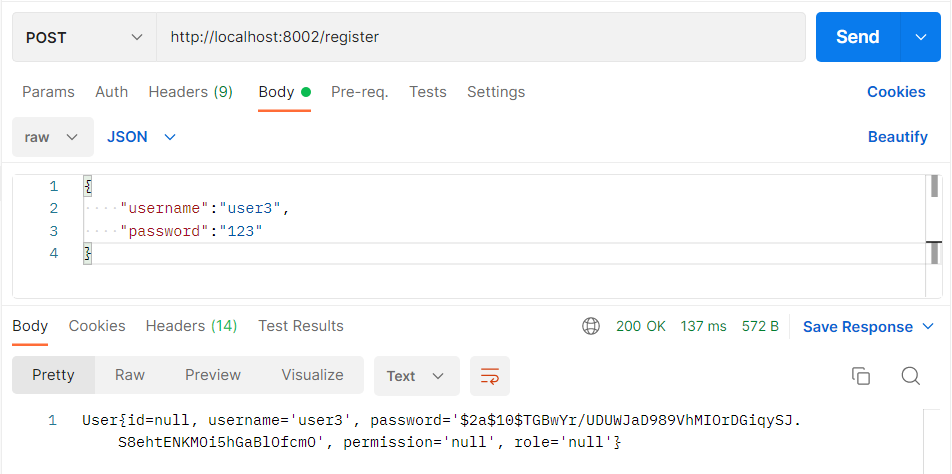 POST http://localhost:8002/register Send
Params Auth Headers (9) Body Pre-req. Tests Settings Cookies
raw JSON Beautify
1 {
2 "username":"user3",
3 "password":"123"
4 }
Body Cookies Headers (14) Test Results 200 OK 137 ms 572 B Save Response
Pretty Raw Preview Visualize Text
1 User{id=null, username='user3', password='$2a$10$TGBwYr/UDUWJaD989VhMIOrDGiqySJ.
S8ehtENKMOi5hGaBlOfcmO', permission='null', role='null'}